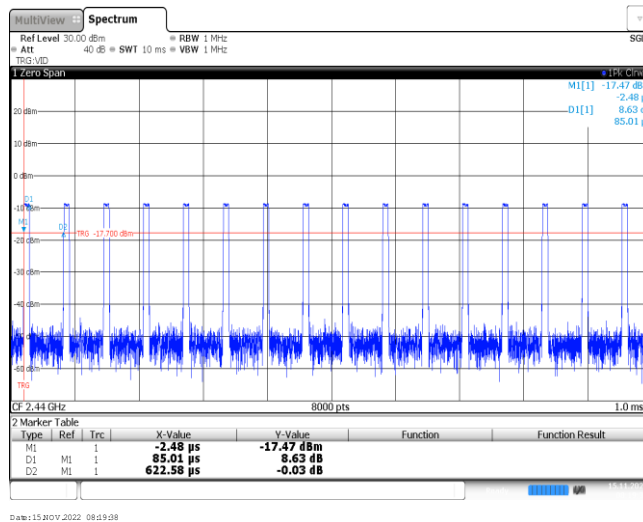 MultiView Spectrum
Ref Level 30.00 dBm RBW 1 MHz SGL
Att 40 dB SWT 10 ms VBW 1 MHz
TRG:VID
1 Zero Span 1Pk Clrw
M1[1] -17.47 dB
-2.48 µs
D1[1] 8.63 d
85.01 µ
20 dBm
10 dBm
0 dBm
D1
-10 dBm
M1
D2
TRG -17.700 dBm
-20 dBm
-30 dBm
-40 dBm
-60 dBm
TRG
CF 2.44 GHz 8000 pts 1.0 ms
2 Marker Table
Type Ref Trc X-Value Y-Value Function Function Result
M1 1 -2.48 µs -17.47 dBm
D1 M1 1 85.01 µs 8.63 dB
D2 M1 1 622.58 µs -0.03 dB
Date: 15.NOV.2022 08:19:38